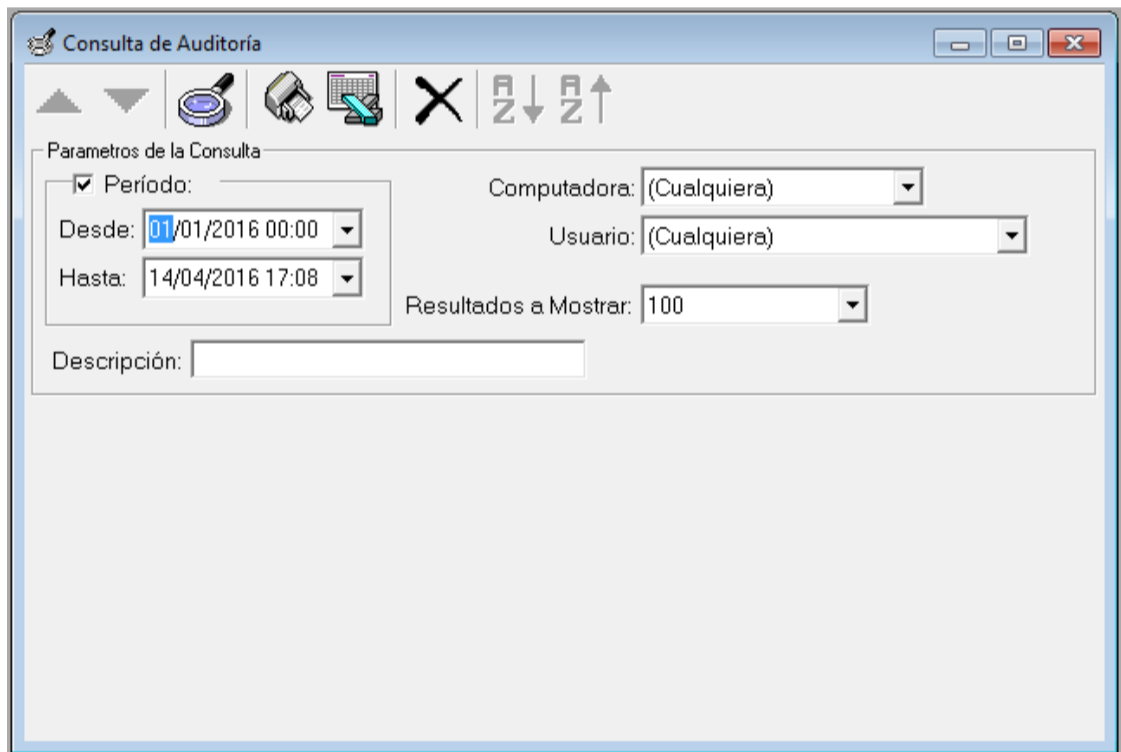 Consulta de Auditoría
A
Z
A
Z
Parametros de la Consulta
Período:
Desde: 01/01/2016 00:00
Hasta: 14/04/2016 17:08
Computadora: (Cualquiera)
Usuario: (Cualquiera)
Resultados a Mostrar: 100
Descripción: